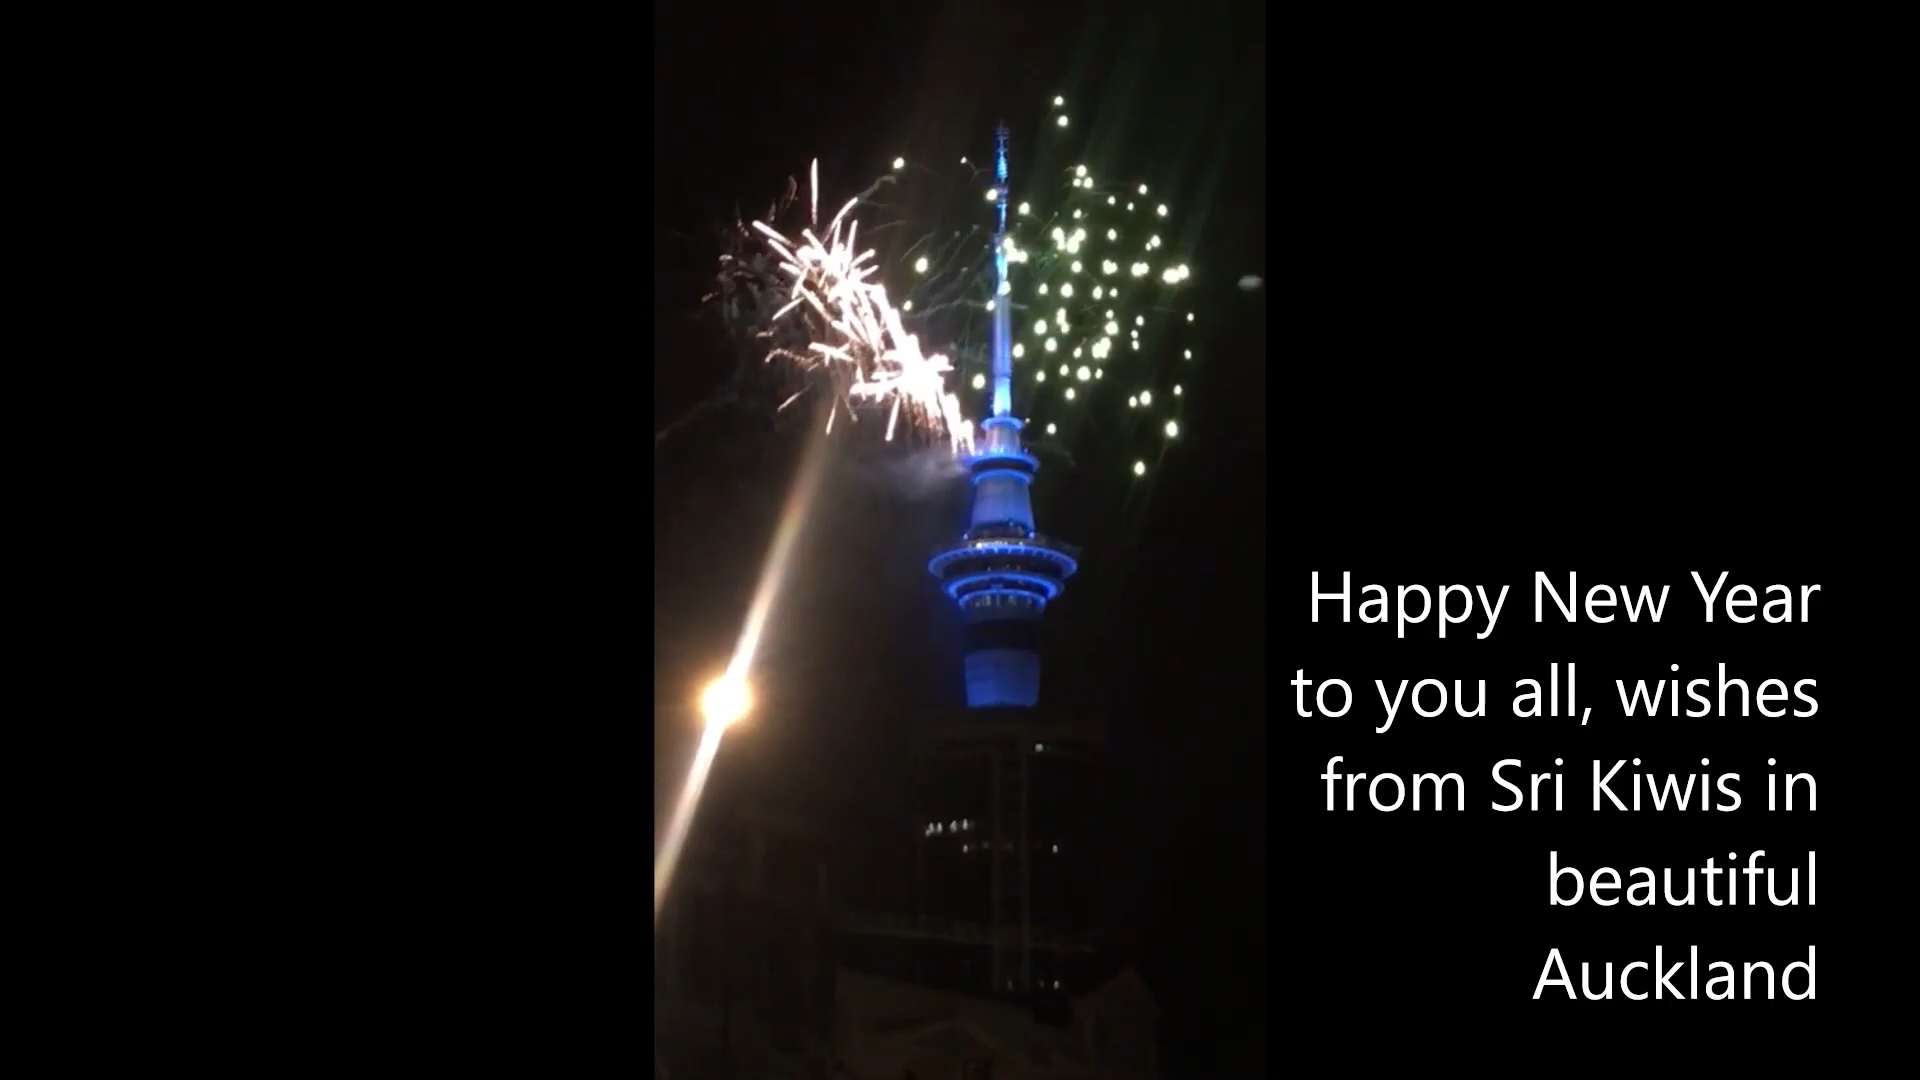 Happy New Year
to you all, wishes
from Sri Kiwis in
beautiful
Auckland